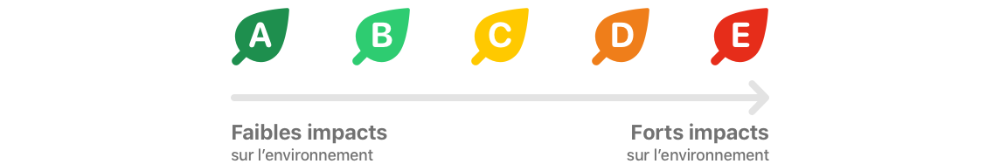 A B C D E
Faibles impacts Forts impacts
sur l’environnement sur l’environnement